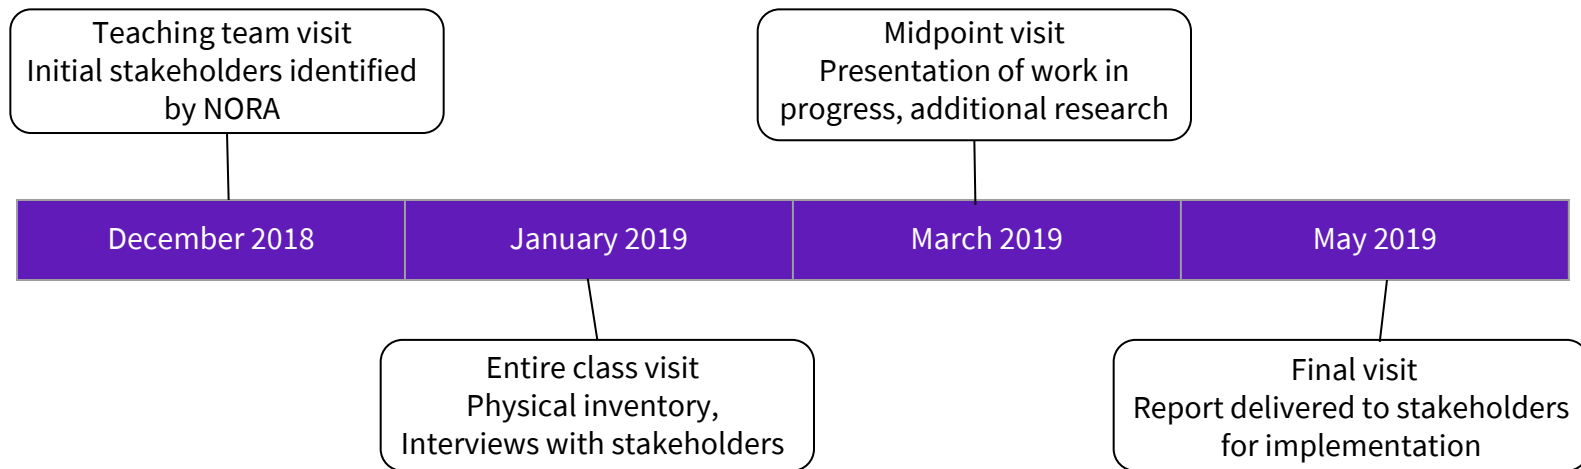 Teaching team visit
Initial stakeholders identified
by NORA
Midpoint visit
Presentation of work in
progress, additional research
December 2018
January 2019
March 2019
May 2019
Entire class visit
Physical inventory,
Interviews with stakeholders
Final visit
Report delivered to stakeholders
for implementation